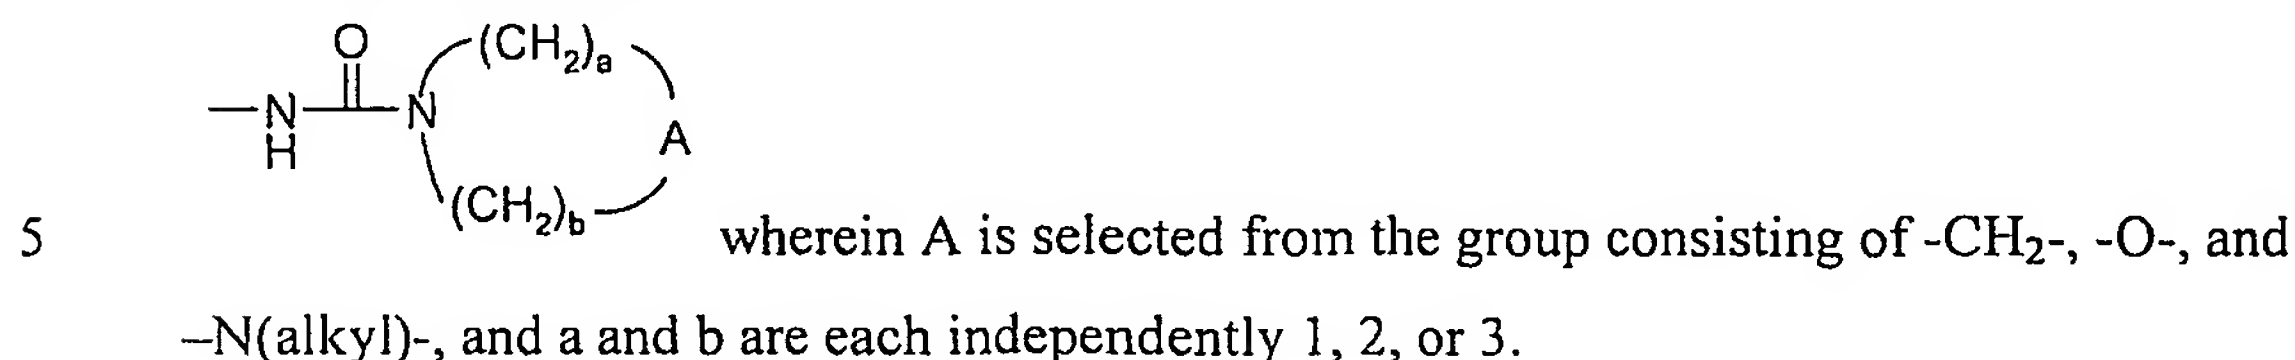 O
(CH2)a
—N
H
N
A
(CH2)b
5 wherein A is selected from the group consisting of -CH2-, -O-, and
–N(alkyl)-, and a and b are each independently 1, 2, or 3.